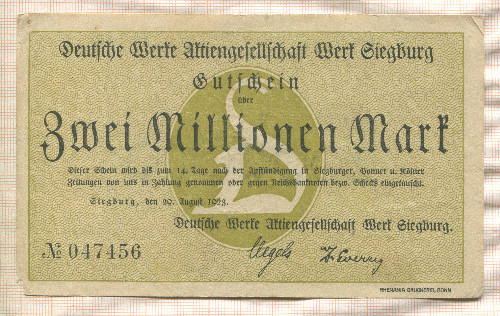 Deutsche Werke Aktiengesellschaft Werk Siegburg
Gutschein
über
Zwei Millionen Mark
Dieser Schein wird bis zum 14. Tage nach der Aufkündigung in Siegburger, Bonner u. Kölner
Zeitungen von uns in Zahlung genommen oder gegen Reichsbanknoten bezw. Schecks eingetauscht.
Siegburg, den 20. August 1923.
Deutsche Werke Aktiengesellschaft Werk Siegburg.
№ 047456
RHENANIA DRUCKEREI, BONN